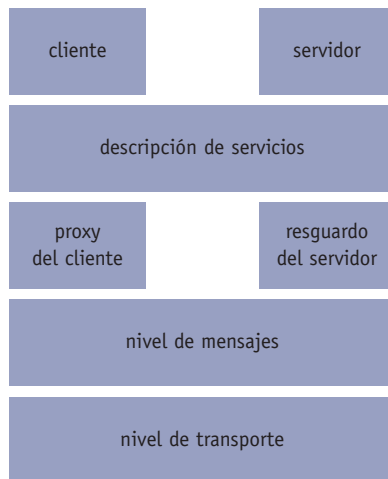 cliente
servidor
descripción de servicios
proxy
del cliente
resguardo
del servidor
nivel de mensajes
nivel de transporte